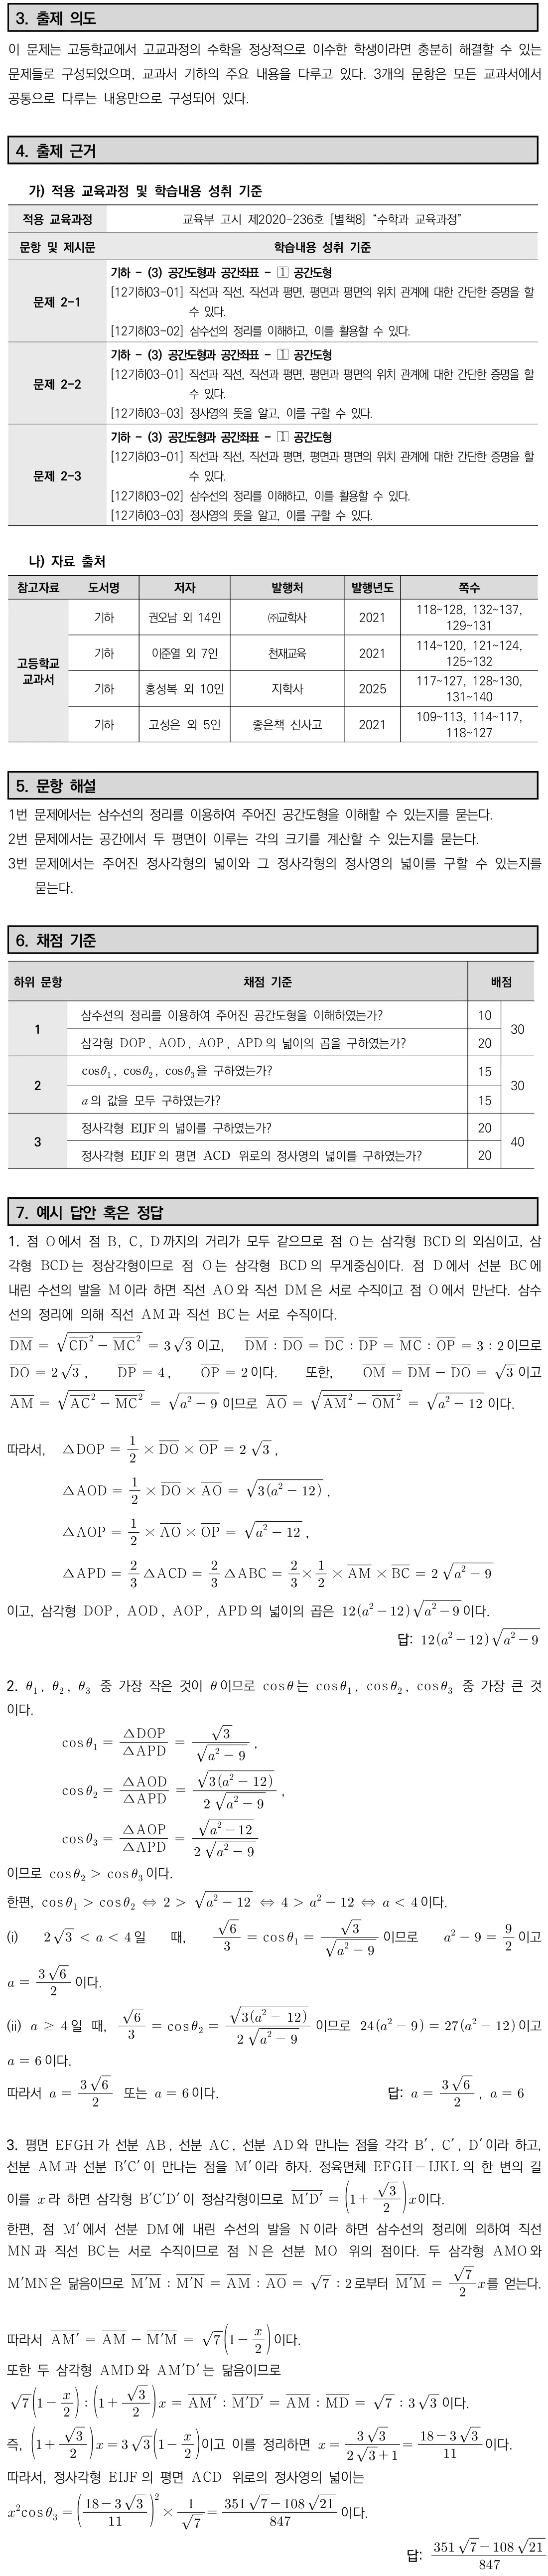 3. 출제 의도
이 문제는 고등학교에서 고교과정의 수학을 정상적으로 이수한 학생이라면 충분히 해결할 수 있는
문제들로 구성되었으며, 교과서 기하의 주요 내용을 다루고 있다. 3개의 문항은 모든 교과서에서
공통으로 다루는 내용만으로 구성되어 있다.
4. 출제 근거
가) 적용 교육과정 및 학습내용 성취 기준
적용 교육과정 교육부 고시 제2020-236호 [별책8] "수학과 교육과정"
문항 및 제시문 학습내용 성취 기준
문제 2-1
기하 - (3) 공간도형과 공간좌표 - ① 공간도형
[12기하03-01] 직선과 직선, 직선과 평면, 평면과 평면의 위치 관계에 대한 간단한 증명을 할
수 있다.
[12기하03-02] 삼수선의 정리를 이해하고, 이를 활용할 수 있다.
문제 2-2
기하 - (3) 공간도형과 공간좌표 - ① 공간도형
[12기하03-01] 직선과 직선, 직선과 평면, 평면과 평면의 위치 관계에 대한 간단한 증명을 할
수 있다.
[12기하03-03] 정사영의 뜻을 알고, 이를 구할 수 있다.
문제 2-3
기하 - (3) 공간도형과 공간좌표 - ① 공간도형
[12기하03-01] 직선과 직선, 직선과 평면, 평면과 평면의 위치 관계에 대한 간단한 증명을 할
수 있다.
[12기하03-02] 삼수선의 정리를 이해하고, 이를 활용할 수 있다.
[12기하03-03] 정사영의 뜻을 알고, 이를 구할 수 있다.
나) 자료 출처
참고자료 도서명 저자 발행처 발행년도 쪽수
고등학교
교과서
기하 권오남 외 14인 ㈜교학사 2021 118~128, 132~137,
129~131
기하 이준열 외 7인 천재교육 2021 114~120, 121~124,
125~132
기하 홍성복 외 10인 지학사 2025 117~127, 128~130,
131~140
기하 고성은 외 5인 좋은책 신사고 2021 109~113, 114~117,
118~127
5. 문항 해설
1번 문제에서는 삼수선의 정리를 이용하여 주어진 공간도형을 이해할 수 있는지를 묻는다.
2번 문제에서는 공간에서 두 평면이 이루는 각의 크기를 계산할 수 있는지를 묻는다.
3번 문제에서는 주어진 정사각형의 넓이와 그 정사각형의 정사영의 넓이를 구할 수 있는지를
묻는다.
6. 채점 기준
하위 문항 채점 기준 배점
1 30
삼수선의 정리를 이용하여 주어진 공간도형을 이해하였는가? 10
삼각형 DOP, AOD, AOP, APD의 넓이의 곱을 구하였는가? 20
2 30
cosθ₁, cosθ₂, cosθ₃을 구하였는가? 15
a의 값을 모두 구하였는가? 15
3 40
정사각형 EIJF의 넓이를 구하였는가? 20
정사각형 EIJF의 평면 ACD 위로의 정사영의 넓이를 구하였는가? 20
7. 예시 답안 혹은 정답
1. 점 O에서 점 B, C, D까지의 거리가 모두 같으므로 점 O는 삼각형 BCD의 외심이고, 삼
각형 BCD는 정삼각형이므로 점 O는 삼각형 BCD의 무게중심이다. 점 D에서 선분 BC에
내린 수선의 발을 M이라 하면 직선 AO와 직선 DM은 서로 수직이고 점 O에서 만난다. 삼수
선의 정리에 의해 직선 AM과 직선 BC는 서로 수직이다.
D̅M̅ = √(C̅D̅² − M̅C̅²) = 3√3 이고, D̅M̅ : D̅O̅ = D̅C̅ : D̅P̅ = M̅C̅ : O̅P̅ = 3 : 2이므로
D̅O̅ = 2√3, D̅P̅ = 4, O̅P̅ = 2이다. 또한, O̅M̅ = D̅M̅ − D̅O̅ = √3 이고
A̅M̅ = √(A̅C̅² − M̅C̅²) = √(a² − 9) 이므로 A̅O̅ = √(A̅M̅² − O̅M̅²) = √(a² − 12) 이다.
따라서, △DOP = 1/2 × D̅O̅ × O̅P̅ = 2√3,
△AOD = 1/2 × D̅O̅ × A̅O̅ = √(3(a² − 12)),
△AOP = 1/2 × A̅O̅ × O̅P̅ = √(a² − 12),
△APD = 2/3 △ACD = 2/3 △ABC = 2/3 × 1/2 × A̅M̅ × B̅C̅ = 2√(a² − 9)
이고, 삼각형 DOP, AOD, AOP, APD의 넓이의 곱은 12(a² − 12)√(a² − 9)이다.
답: 12(a² − 12)√(a² − 9)
2. θ₁, θ₂, θ₃ 중 가장 작은 것이 θ이므로 cosθ는 cosθ₁, cosθ₂, cosθ₃ 중 가장 큰 것
이다.
cosθ₁ = △DOP/△APD = √3/√(a² − 9),
cosθ₂ = △AOD/△APD = √(3(a² − 12))/(2√(a² − 9)),
cosθ₃ = △AOP/△APD = √(a² − 12)/(2√(a² − 9))
이므로 cosθ₂ > cosθ₃이다.
한편, cosθ₁ > cosθ₂ ⇔ 2 > √(a² − 12) ⇔ 4 > a² − 12 ⇔ a < 4이다.
(i) 2√3 < a < 4일 때, √6/3 = cosθ₁ = √3/√(a² − 9) 이므로 a² − 9 = 9/2 이고
a = 3√6/2 이다.
(ii) a ≥ 4일 때, √6/3 = cosθ₂ = √(3(a² − 12))/(2√(a² − 9)) 이므로 24(a² − 9) = 27(a² − 12)이고
a = 6이다.
따라서 a = 3√6/2 또는 a = 6이다. 답: a = 3√6/2, a = 6
3. 평면 EFGH가 선분 AB, 선분 AC, 선분 AD와 만나는 점을 각각 B′, C′, D′이라 하고,
선분 AM과 선분 B′C′이 만나는 점을 M′이라 하자. 정육면체 EFGH−IJKL의 한 변의 길
이를 x라 하면 삼각형 B′C′D′이 정삼각형이므로 M̅′D̅′ = (1 + √3/2)x이다.
한편, 점 M′에서 선분 DM에 내린 수선의 발을 N이라 하면 삼수선의 정리에 의하여 직선
MN과 직선 BC는 서로 수직이므로 점 N은 선분 MO 위의 점이다. 두 삼각형 AMO와
M′MN은 닮음이므로 M̅′M̅ : M̅′N̅ = A̅M̅ : A̅O̅ = √7 : 2로부터 M̅′M̅ = √7/2 x를 얻는다.
따라서 A̅M̅′ = A̅M̅ − M̅′M̅ = √7(1 − x/2)이다.
또한 두 삼각형 AMD와 AM′D′는 닮음이므로
√7(1 − x/2) : (1 + √3/2)x = A̅M̅′ : M̅′D̅′ = A̅M̅ : M̅D̅ = √7 : 3√3 이다.
즉, (1 + √3/2)x = 3√3(1 − x/2)이고 이를 정리하면 x = 3√3/(2√3+1) = (18−3√3)/11 이다.
따라서, 정사각형 EIJF의 평면 ACD 위로의 정사영의 넓이는
x²cosθ₃ = ((18−3√3)/11)² × 1/√7 = (351√7−108√21)/847 이다.
답: (351√7−108√21)/847